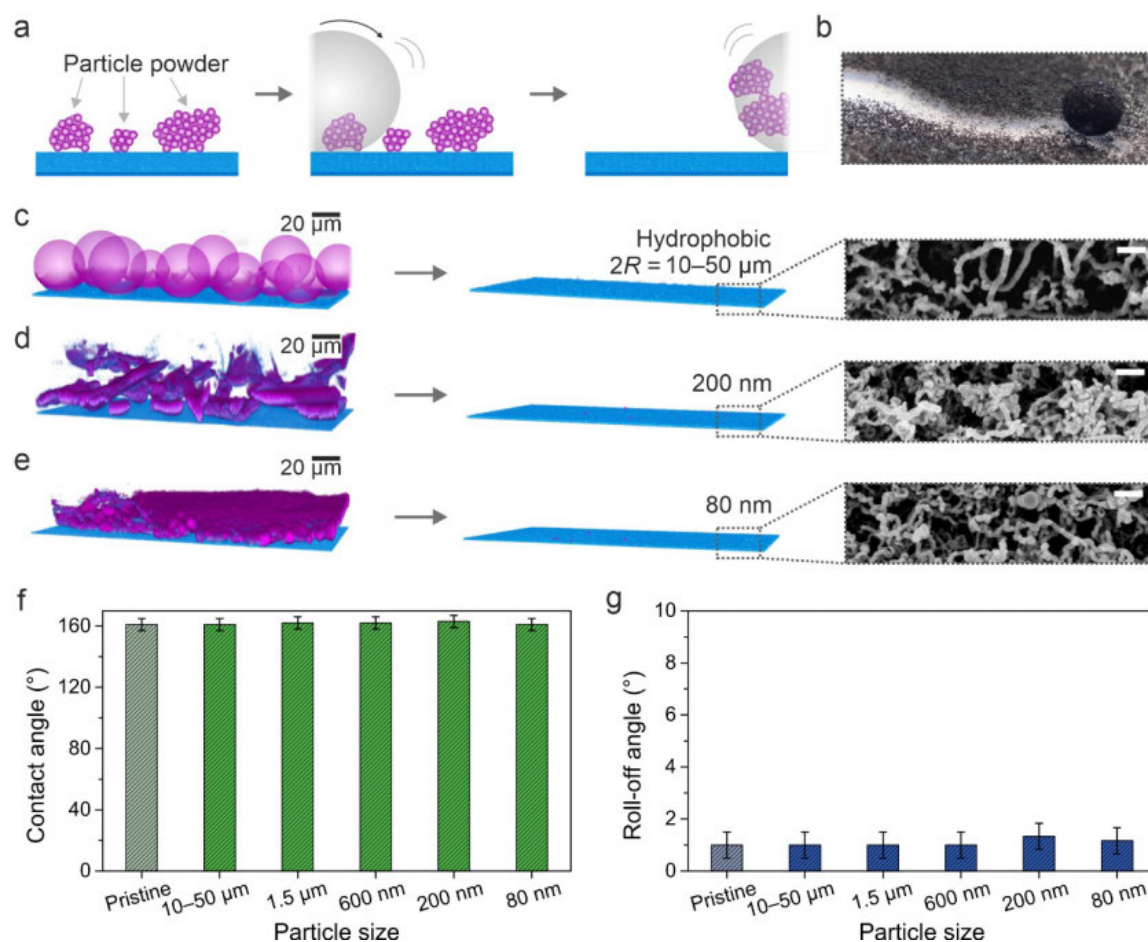 a
Particle powder
b
c
20 µm
Hydrophobic
2R = 10–50 µm
d
20 µm
200 nm
e
20 µm
80 nm
f
160
120
80
40
0
Contact angle (°)
Pristine
10–50 µm
1.5 µm
600 nm
200 nm
80 nm
Particle size
g
10
8
6
4
2
0
Roll-off angle (°)
Pristine
10–50 µm
1.5 µm
600 nm
200 nm
80 nm
Particle size